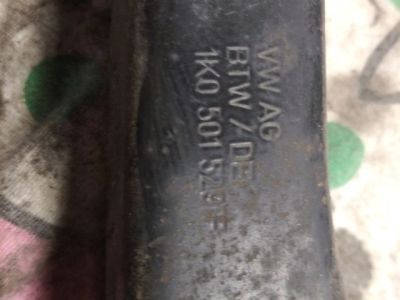 VW AG
BTW / DE
1K0 501 529 F